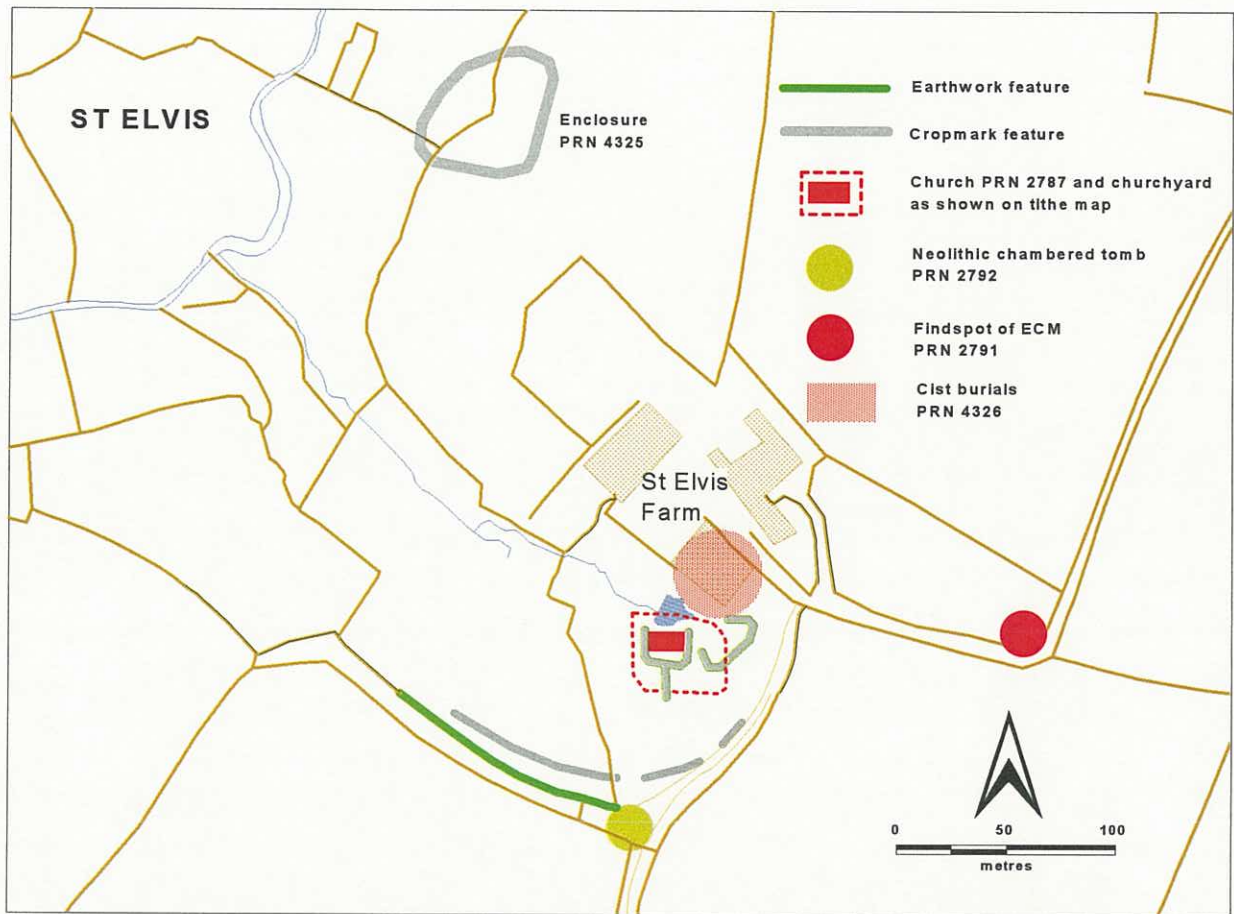 ST ELVIS
Enclosure
PRN 4325
Earthwork feature
Cropmark feature
Church PRN 2787 and churchyard
as shown on tithe map
Neolithic chambered tomb
PRN 2792
Findspot of ECM
PRN 2791
Cist burials
PRN 4326
St Elvis
Farm
0 50 100
metres